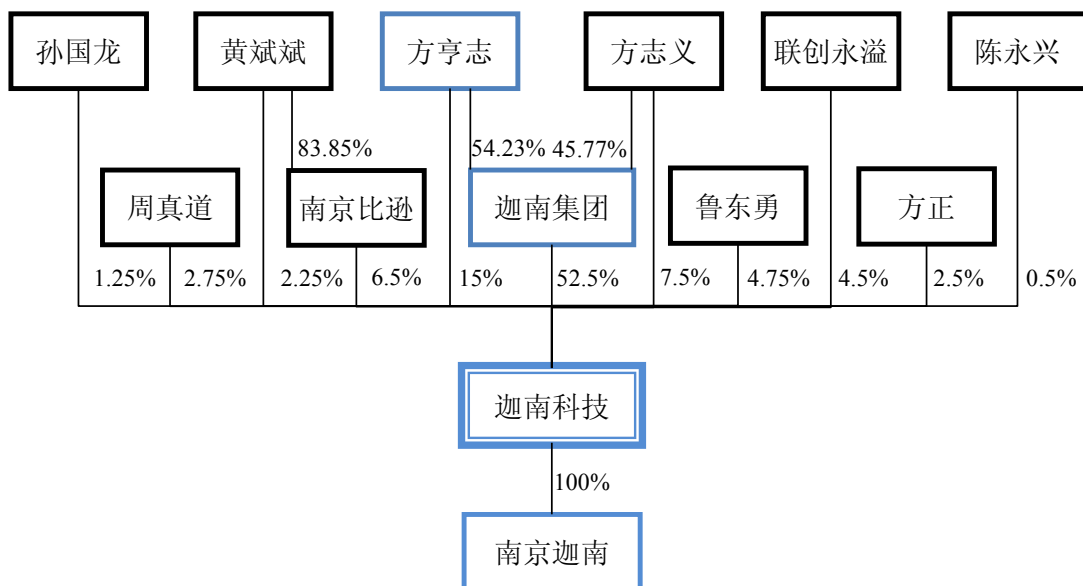 孙国龙
黄斌斌
方亨志
方志义
联创永溢
陈永兴
83.85%
54.23%
45.77%
周真道
南京比逊
迦南集团
鲁东勇
方正
1.25%
2.75%
2.25%
6.5%
15%
52.5%
7.5%
4.75%
4.5%
2.5%
0.5%
迦南科技
100%
南京迦南